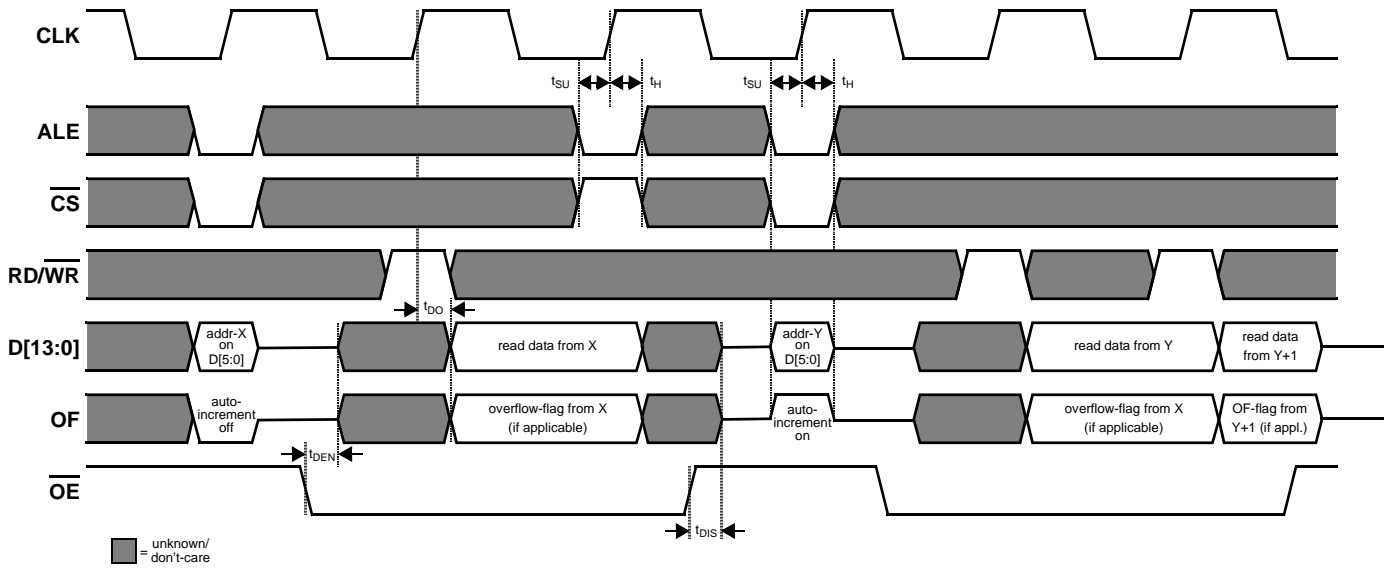 CLK
tSU
tH
tSU
tH
ALE
CS
RD/WR
tDO
D[13:0]
addr-X
on
D[5:0]
read data from X
addr-Y
on
D[5:0]
read data from Y
read data
from Y+1
OF
auto-
increment
off
overflow-flag from X
(if applicable)
auto-
increment
on
overflow-flag from X
(if applicable)
OF-flag from
Y+1 (if appl.)
tDEN
OE
tDIS
= unknown/
don't-care